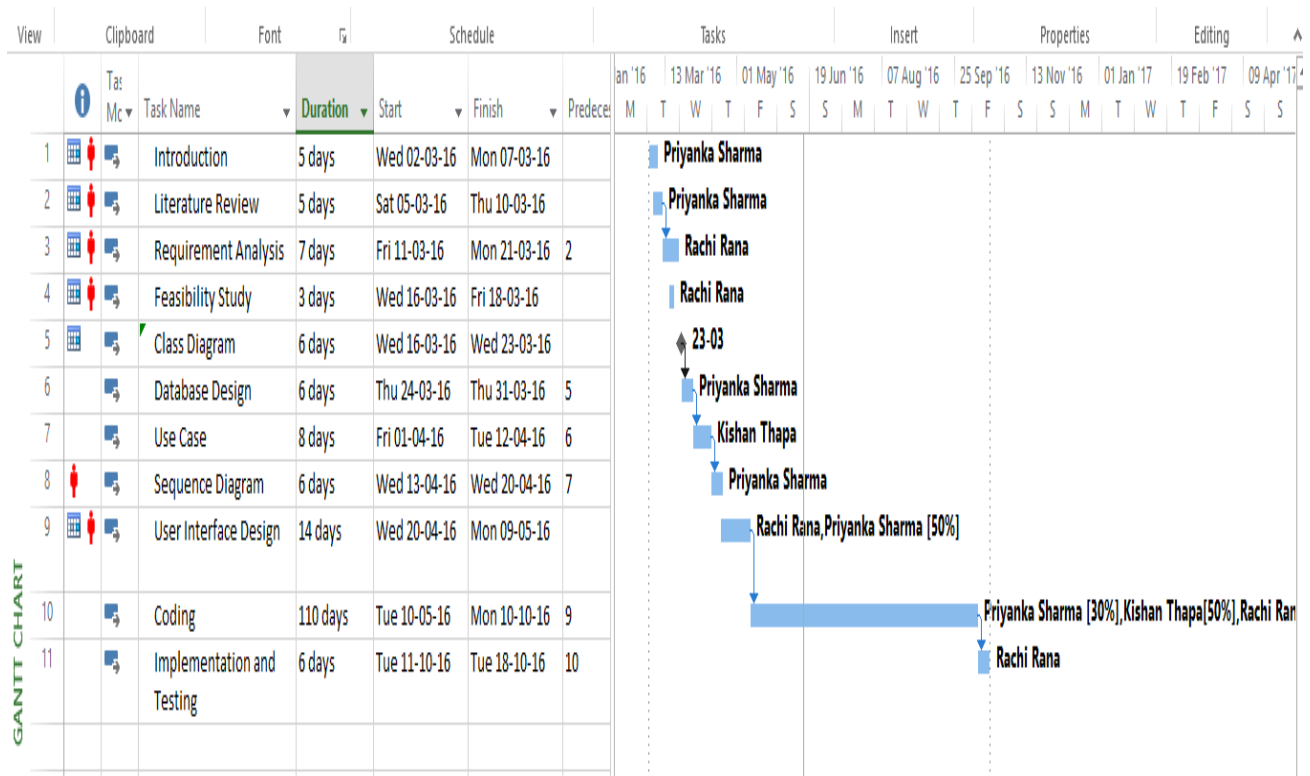 View Clipboard Font Schedule Tasks Insert Properties Editing
Tas
Mc Task Name Duration Start Finish Predeces
an '16 13 Mar '16 01 May '16 19 Jun '16 07 Aug '16 25 Sep '16 13 Nov '16 01 Jan '17 19 Feb '17 09 Apr '17
M T W T F S S M T W T F S S M T W T F S S
1 Introduction 5 days Wed 02-03-16 Mon 07-03-16 Priyanka Sharma
2 Literature Review 5 days Sat 05-03-16 Thu 10-03-16 Priyanka Sharma
3 Requirement Analysis 7 days Fri 11-03-16 Mon 21-03-16 2 Rachi Rana
4 Feasibility Study 3 days Wed 16-03-16 Fri 18-03-16 Rachi Rana
5 Class Diagram 6 days Wed 16-03-16 Wed 23-03-16 23-03
6 Database Design 6 days Thu 24-03-16 Thu 31-03-16 5 Priyanka Sharma
7 Use Case 8 days Fri 01-04-16 Tue 12-04-16 6 Kishan Thapa
8 Sequence Diagram 6 days Wed 13-04-16 Wed 20-04-16 7 Priyanka Sharma
9 User Interface Design 14 days Wed 20-04-16 Mon 09-05-16 Rachi Rana,Priyanka Sharma [50%]
10 Coding 110 days Tue 10-05-16 Mon 10-10-16 9 Priyanka Sharma [30%],Kishan Thapa[50%],Rachi Ran
11 Implementation and Testing 6 days Tue 11-10-16 Tue 18-10-16 10 Rachi Rana
GANTT CHART